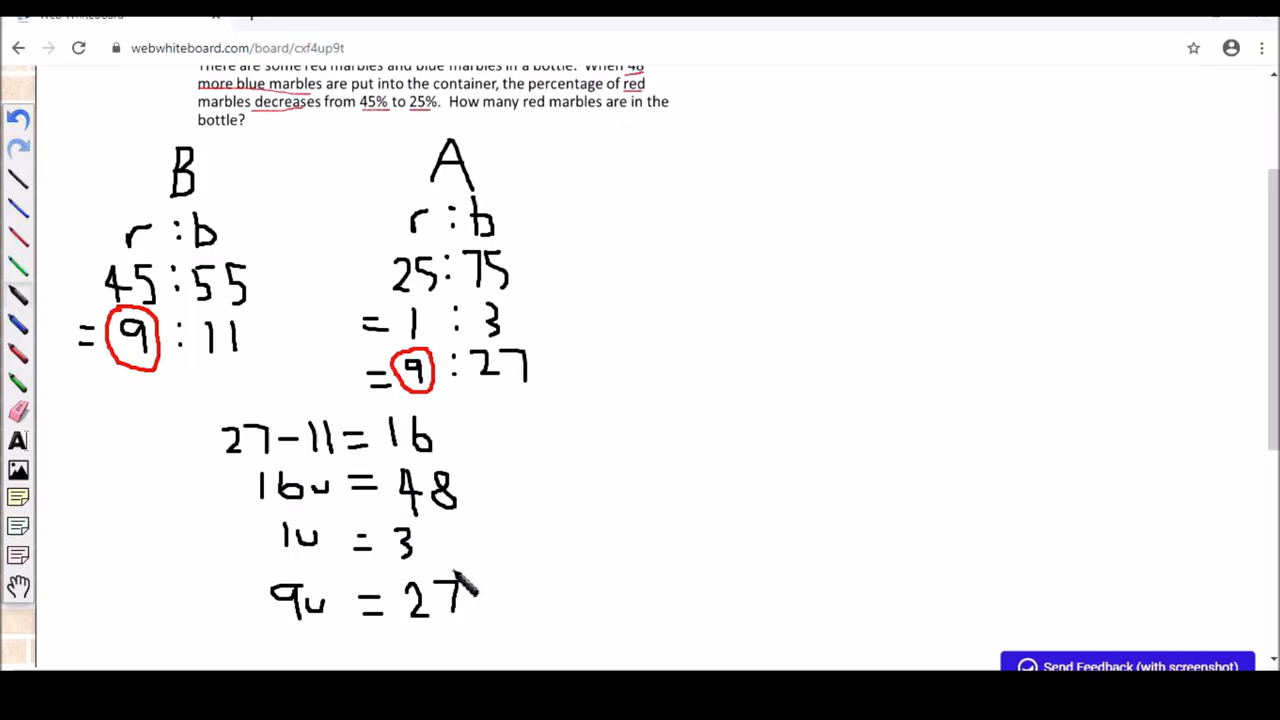 webwhiteboard.com/board/cxf4up9t
There are some red marbles and blue marbles in a bottle. When 48
more blue marbles are put into the container, the percentage of red
marbles decreases from 45% to 25%. How many red marbles are in the
bottle?
B
r : b
45 : 55
= 9 : 11
A
r : b
25 : 75
= 1 : 3
= 9 : 27
27 - 11 = 16
16u = 48
1u = 3
9u = 27
A
Send Feedback (with screenshot)